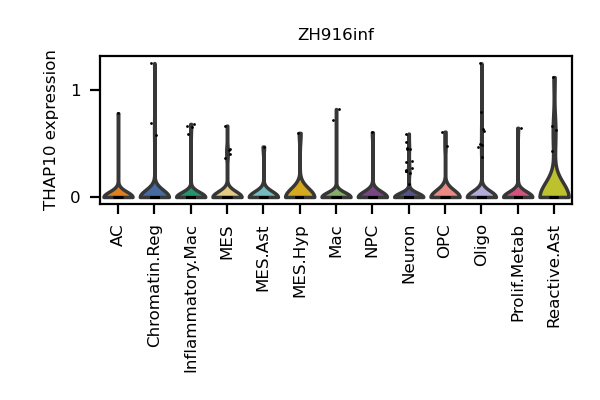 ZH916inf
THAP10 expression
1
0
AC
Chromatin.Reg
Inflammatory.Mac
MES
MES.Ast
MES.Hyp
Mac
NPC
Neuron
OPC
Oligo
Prolif.Metab
Reactive.Ast